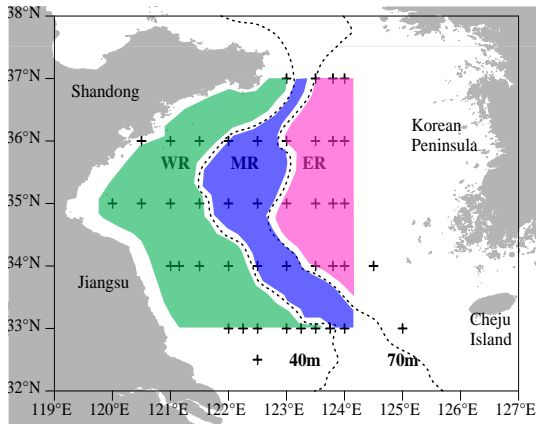 38°N
37°N
36°N
35°N
34°N
33°N
32°N
Shandong
Korean
Peninsula
WR
MR
ER
Jiangsu
Cheju
Island
40m
70m
119°E
120°E
121°E
122°E
123°E
124°E
125°E
126°E
127°E